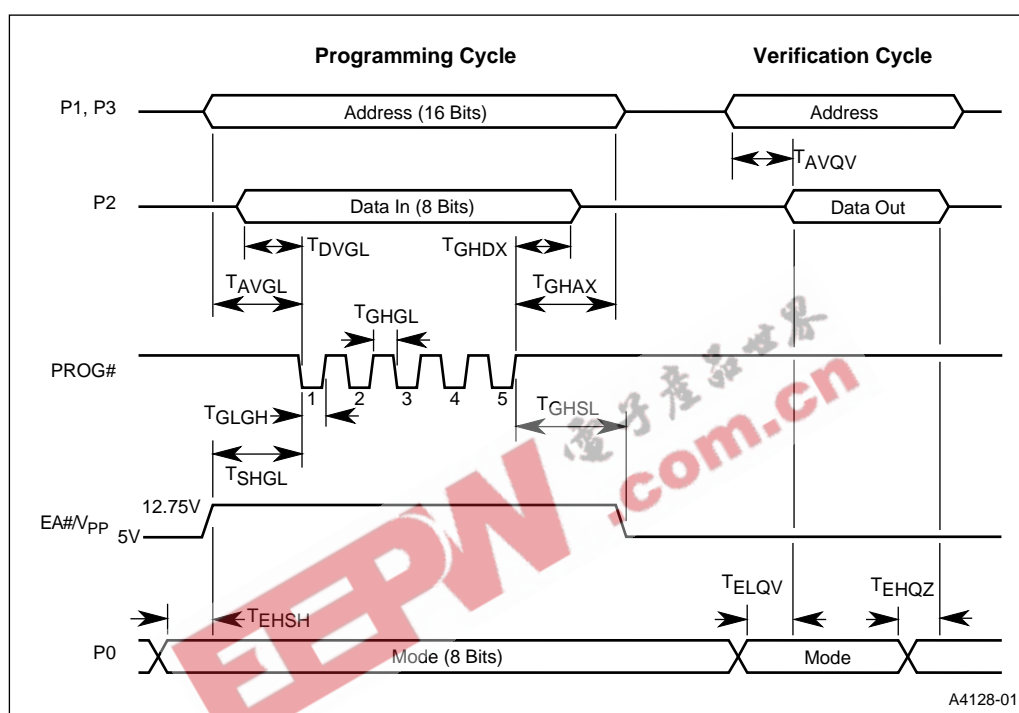 Programming Cycle Verification Cycle
P1, P3 Address (16 Bits) Address
TAVQV
P2 Data In (8 Bits) Data Out
TDVGL TGHDX
TAVGL TGHAX
TGHGL
PROG#
1 2 3 4 5
TGLGH TGHSL
TSHGL
12.75V
EA#/VPP 5V
TELQV TEHQZ
TEHSH
P0 Mode (8 Bits) Mode
A4128-01
EEPW .com.cn
電子產品世界